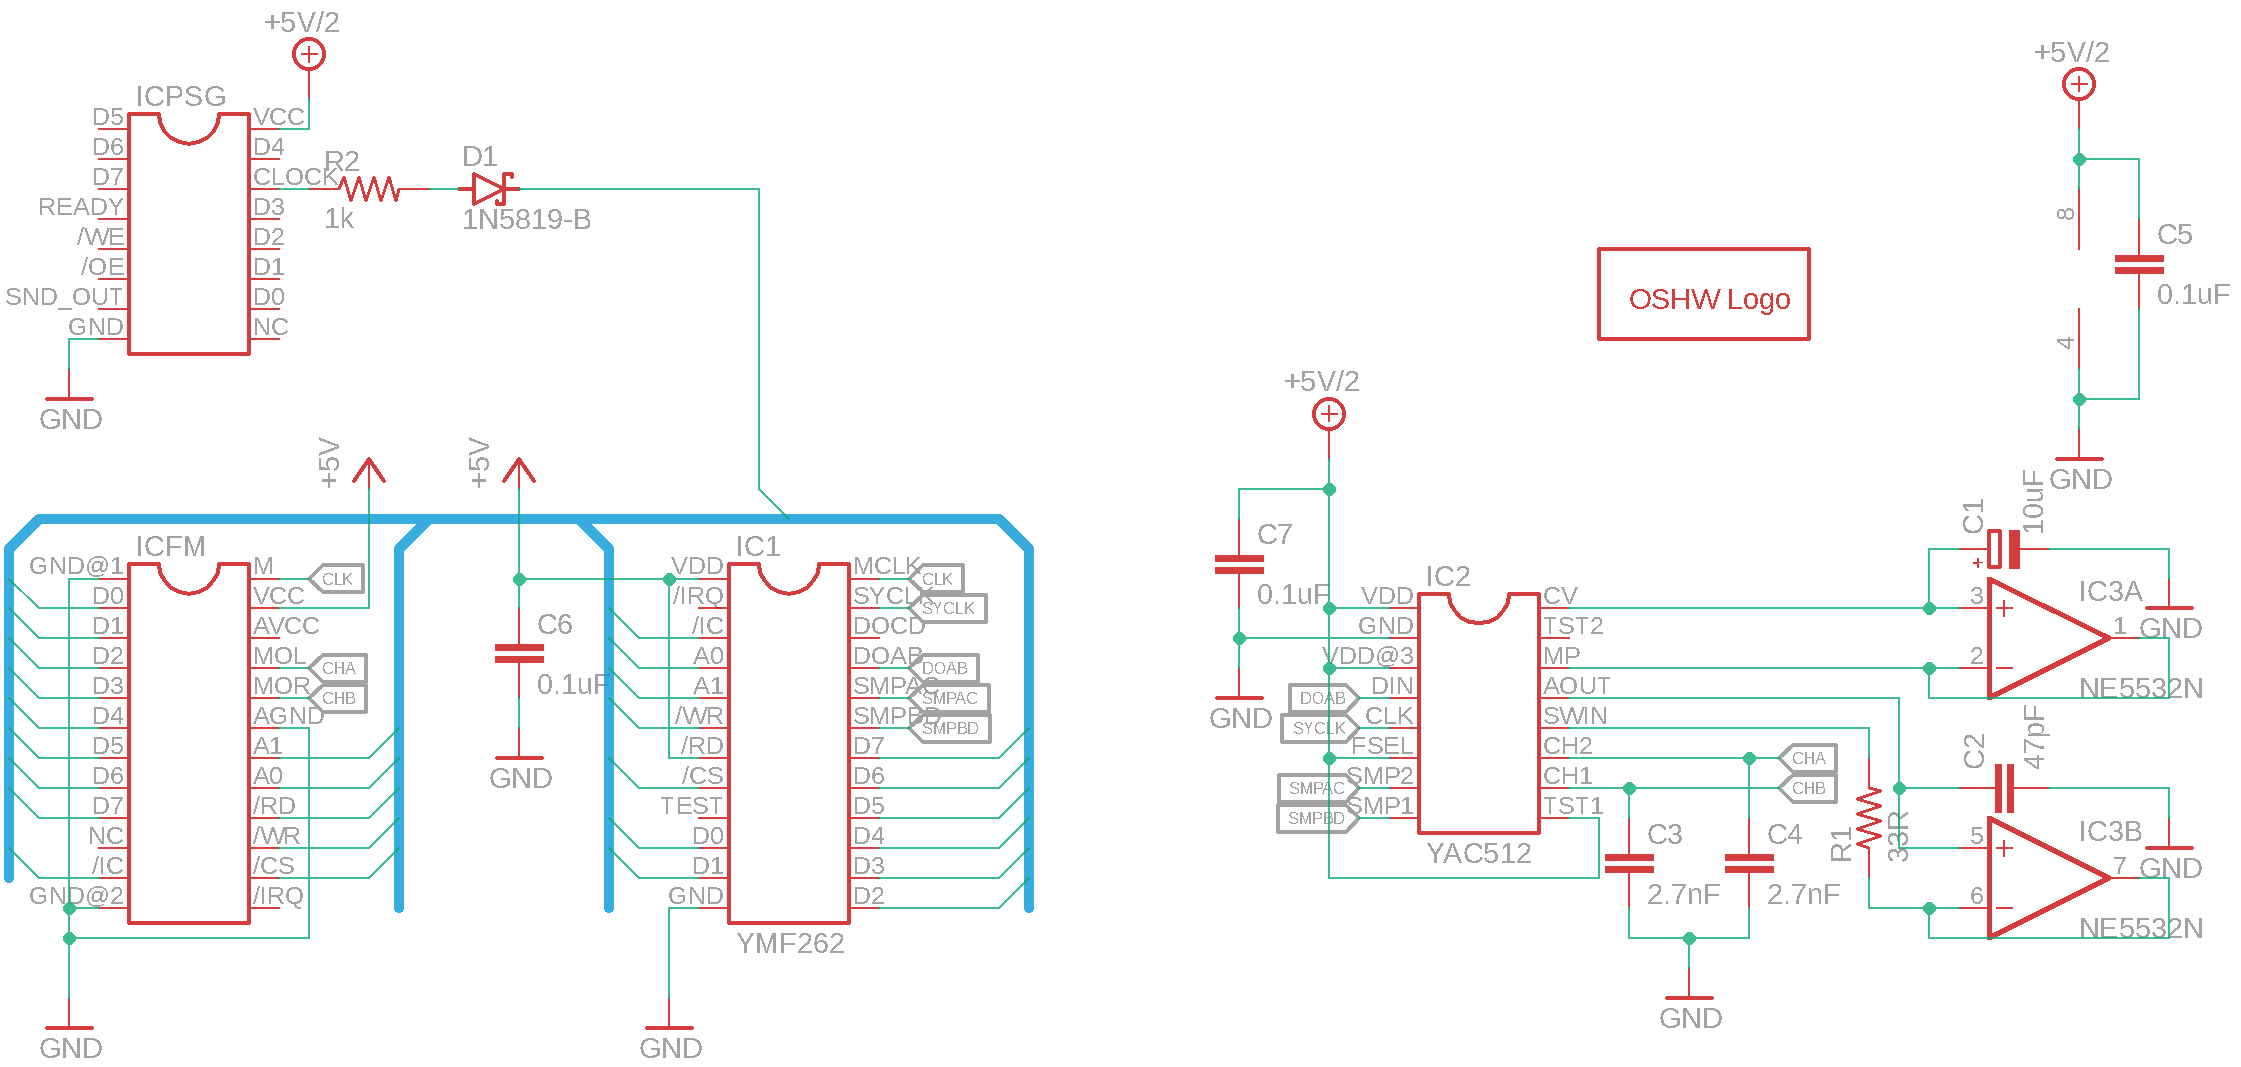 +5V/2
ICPSG
D5
D6
D7
READY
/WE
/OE
SND_OUT
GND
VCC
D4
CLOCK
D3
D2
D1
D0
NC
R2
1k
D1
1N5819-B
GND
+5V
+5V
ICFM
GND@1
D0
D1
D2
D3
D4
D5
D6
D7
NC
/IC
GND@2
M
VCC
AVCC
MOL
MOR
AGND
A1
A0
/RD
/WR
/CS
/IRQ
CLK
CHA
CHB
GND
C6
0.1uF
GND
IC1
VDD
/IRQ
/IC
A0
A1
/WR
/RD
/CS
TEST
D0
D1
GND
MCLK
SYCLK
DOCD
DOAB
SMPAC
SMPBD
D7
D6
D5
D4
D3
D2
CLK
SYCLK
DOAB
SMPAC
SMPBD
YMF262
GND
OSHW Logo
+5V/2
8
4
C5
0.1uF
GND
+5V/2
C7
0.1uF
GND
IC2
VDD
GND
VDD@3
DIN
CLK
FSEL
SMP2
SMP1
DOAB
SYCLK
SMPAC
SMPBD
CV
TST2
MP
AOUT
SWIN
CH2
CH1
TST1
YAC512
CHA
CHB
C3
2.7nF
C4
2.7nF
GND
R1
33R
C1
10uF
+
IC3A
3
2
1
GND
NE5532N
C2
47pF
IC3B
5
6
7
GND
NE5532N